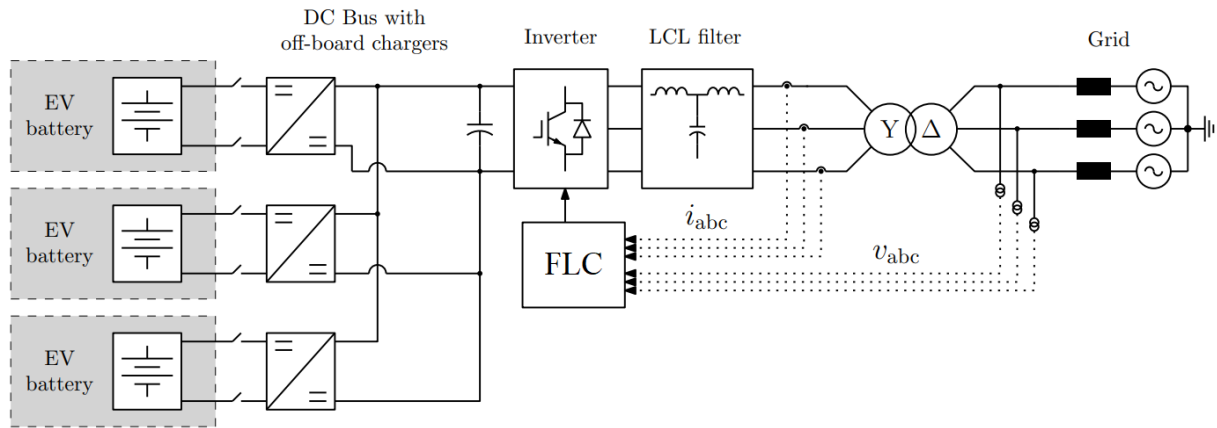 DC Bus with
off-board chargers
Inverter
LCL filter
Grid
EV
battery
Y Δ
EV
battery
i_abc
FLC
v_abc
EV
battery